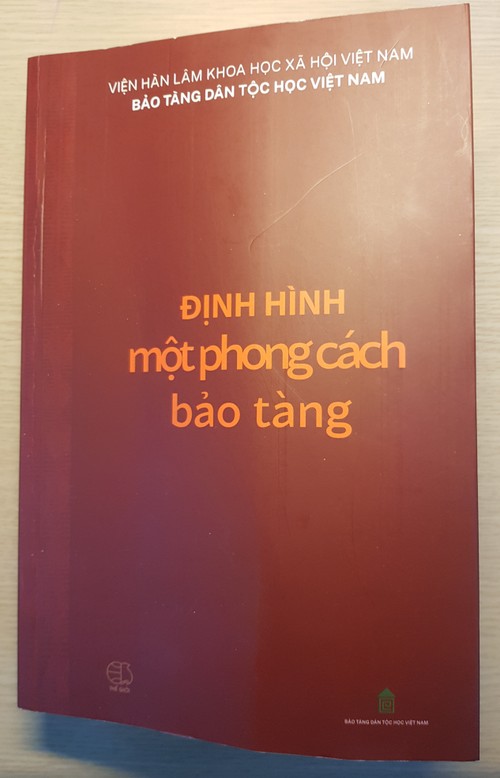 VIỆN HÀN LÂM KHOA HỌC XÃ HỘI VIỆT NAM
BẢO TÀNG DÂN TỘC HỌC VIỆT NAM
ĐỊNH HÌNH
một phong cách
bảo tàng
THẾ GIỚI
BẢO TÀNG DÂN TỘC HỌC VIỆT NAM